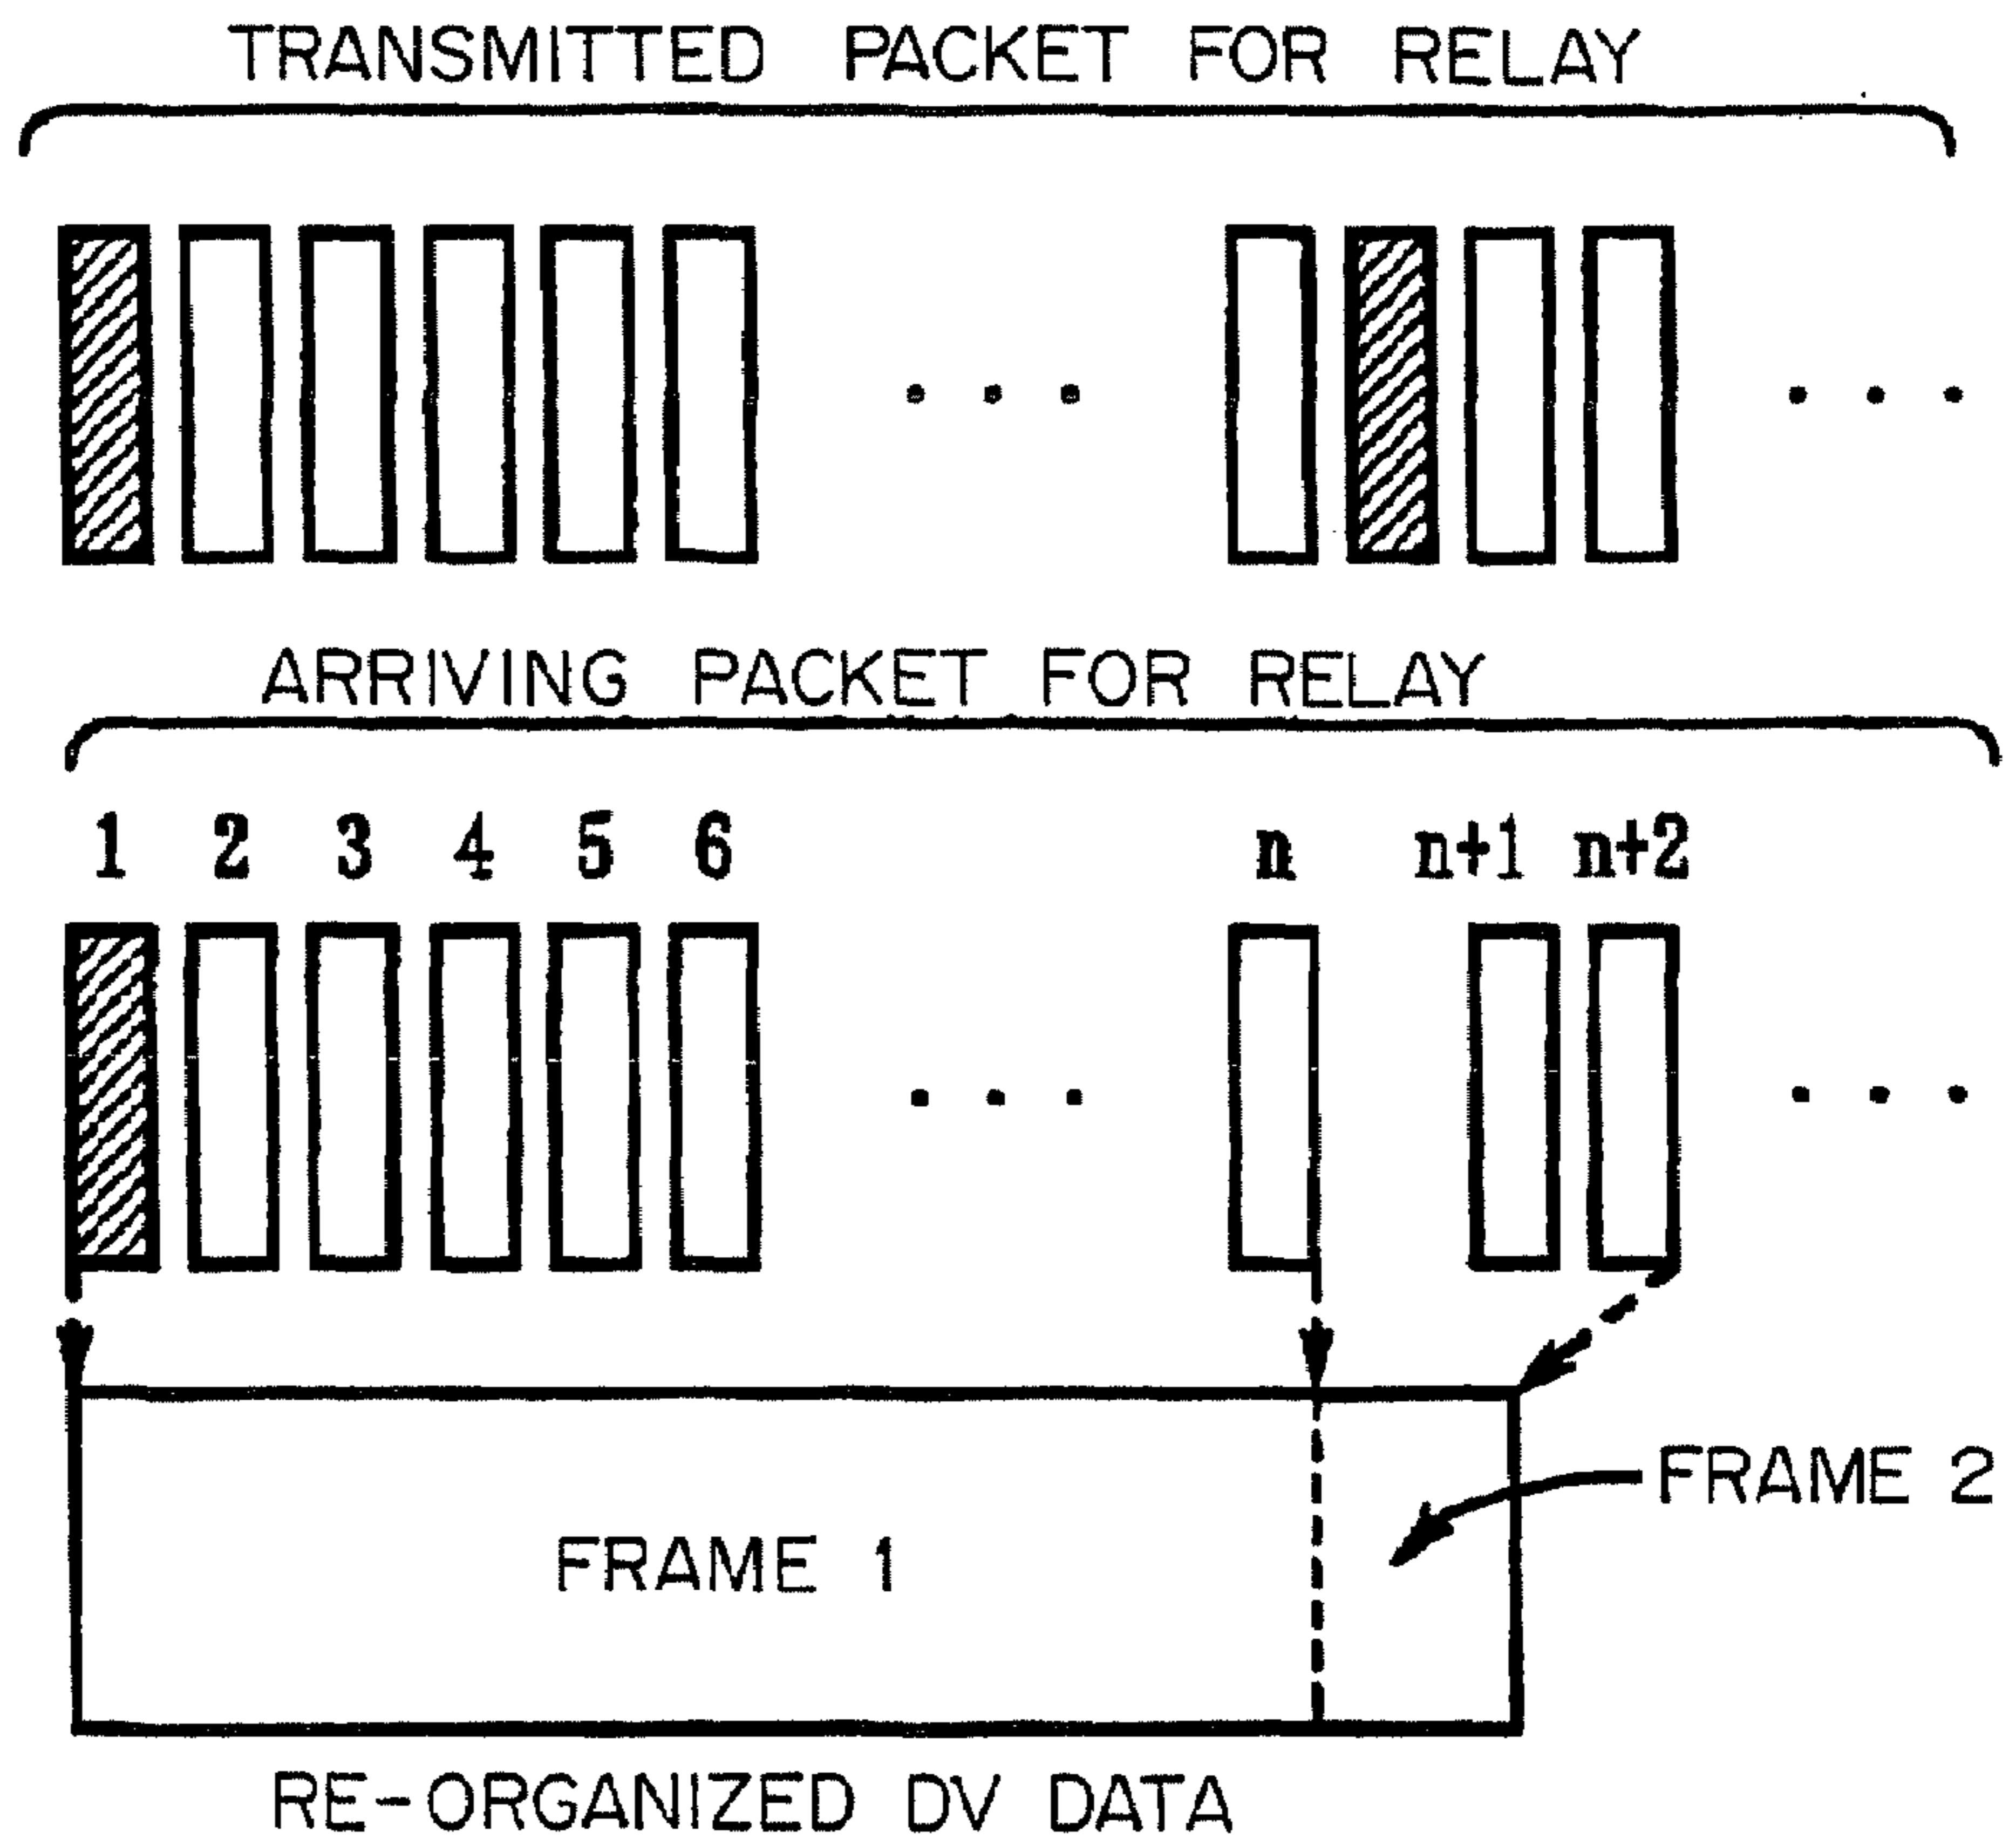 TRANSMITTED PACKET FOR RELAY
ARRIVING PACKET FOR RELAY
1 2 3 4 5 6 n n+1 n+2
FRAME 2
FRAME 1
RE-ORGANIZED DV DATA